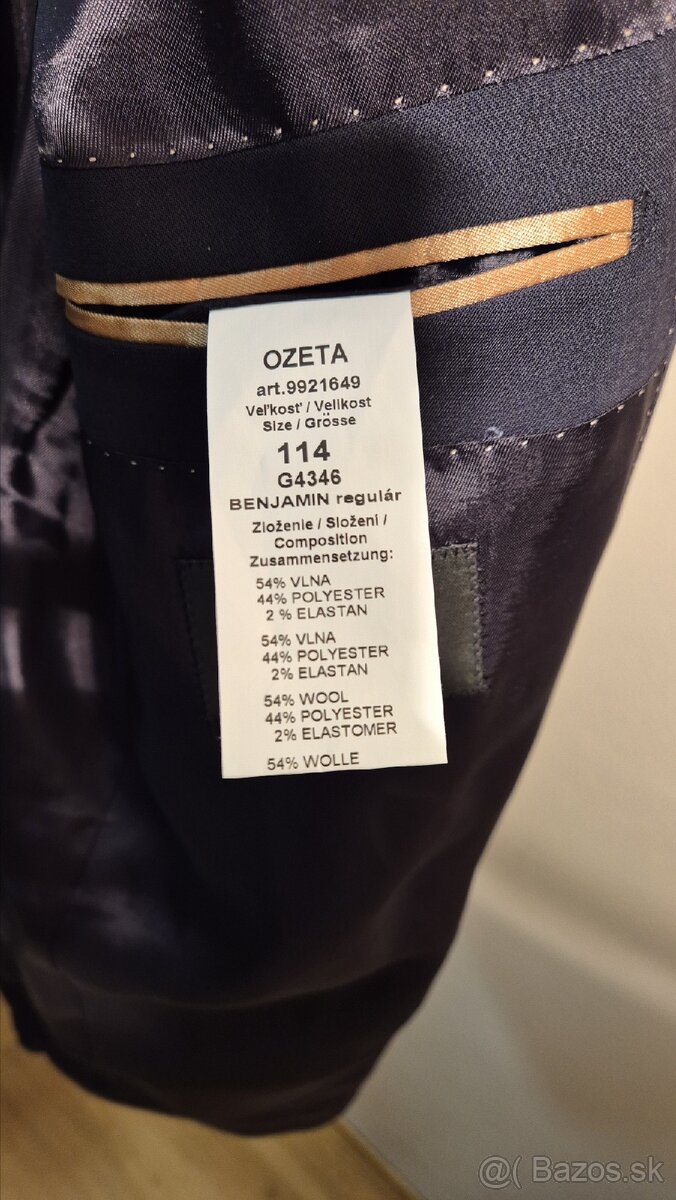 OZETA
art.9921649
Veľkosť / Velikost
Size / Grösse
114
G4346
BENJAMIN regulár
Zloženie / Složení /
Composition
Zusammensetzung:
54% VLNA
44% POLYESTER
2 % ELASTAN
54% VLNA
44% POLYESTER
2% ELASTAN
54% WOOL
44% POLYESTER
2% ELASTOMER
54% WOLLE
@( Bazos.sk